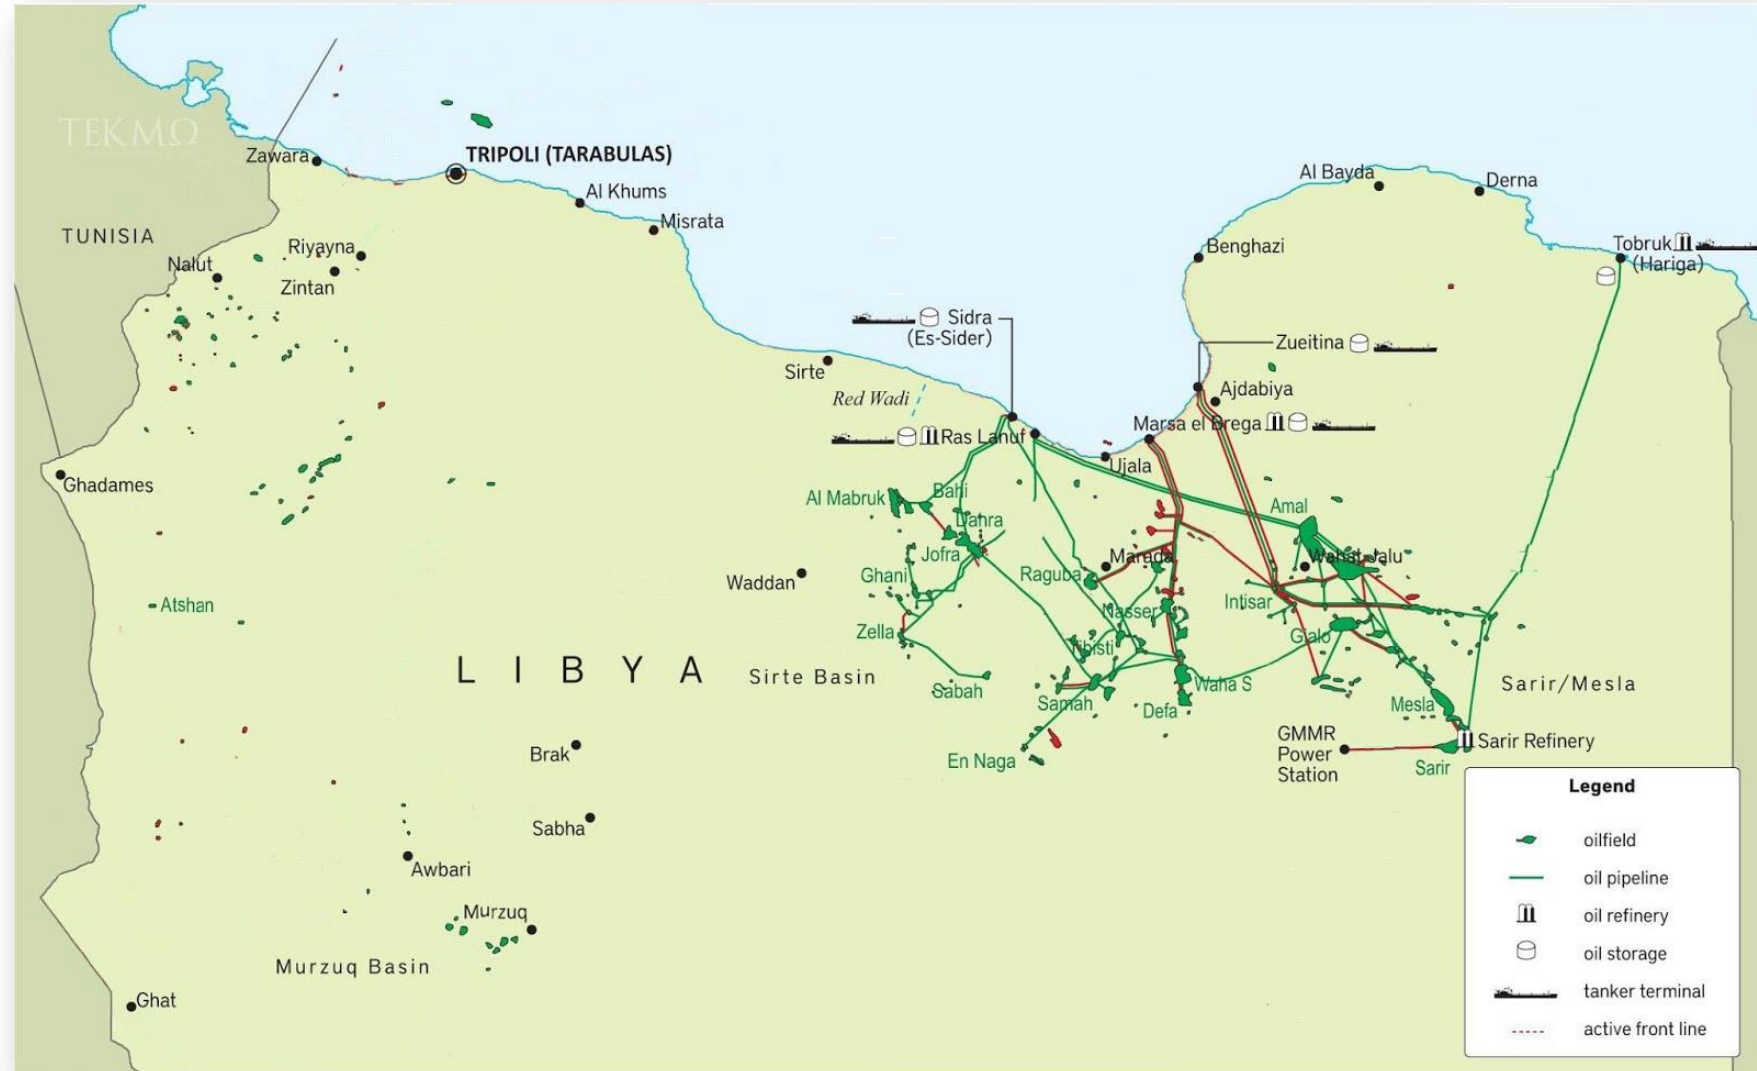 TEKMΩ
Zawara
TRIPOLI (TARABULAS)
Al Khums
Misrata
TUNISIA
Riyayna
Nalut
Zintan
Al Bayda
Derna
Benghazi
Tobruk
(Hariga)
Sidra
(Es-Sider)
Zueitina
Sirte
Red Wadi
Ajdabiya
Marsa el Brega
Ras Lanuf
Ujala
Ghadames
Al Mabruk
Bahi
Dahra
Amal
Jofra
Marada
Wahat Jalu
Waddan
Ghani
Raguba
Atshan
Nasser
Intisar
Zella
Gialo
Tibisti
LIBYA
Sirte Basin
Sabah
Samah
Waha S
Defa
Mesla
Sarir/Mesla
En Naga
GMMR
Power
Station
Sarir Refinery
Sarir
Brak
Sabha
Awbari
Murzuq
Murzuq Basin
Ghat
Legend
oilfield
oil pipeline
oil refinery
oil storage
tanker terminal
active front line